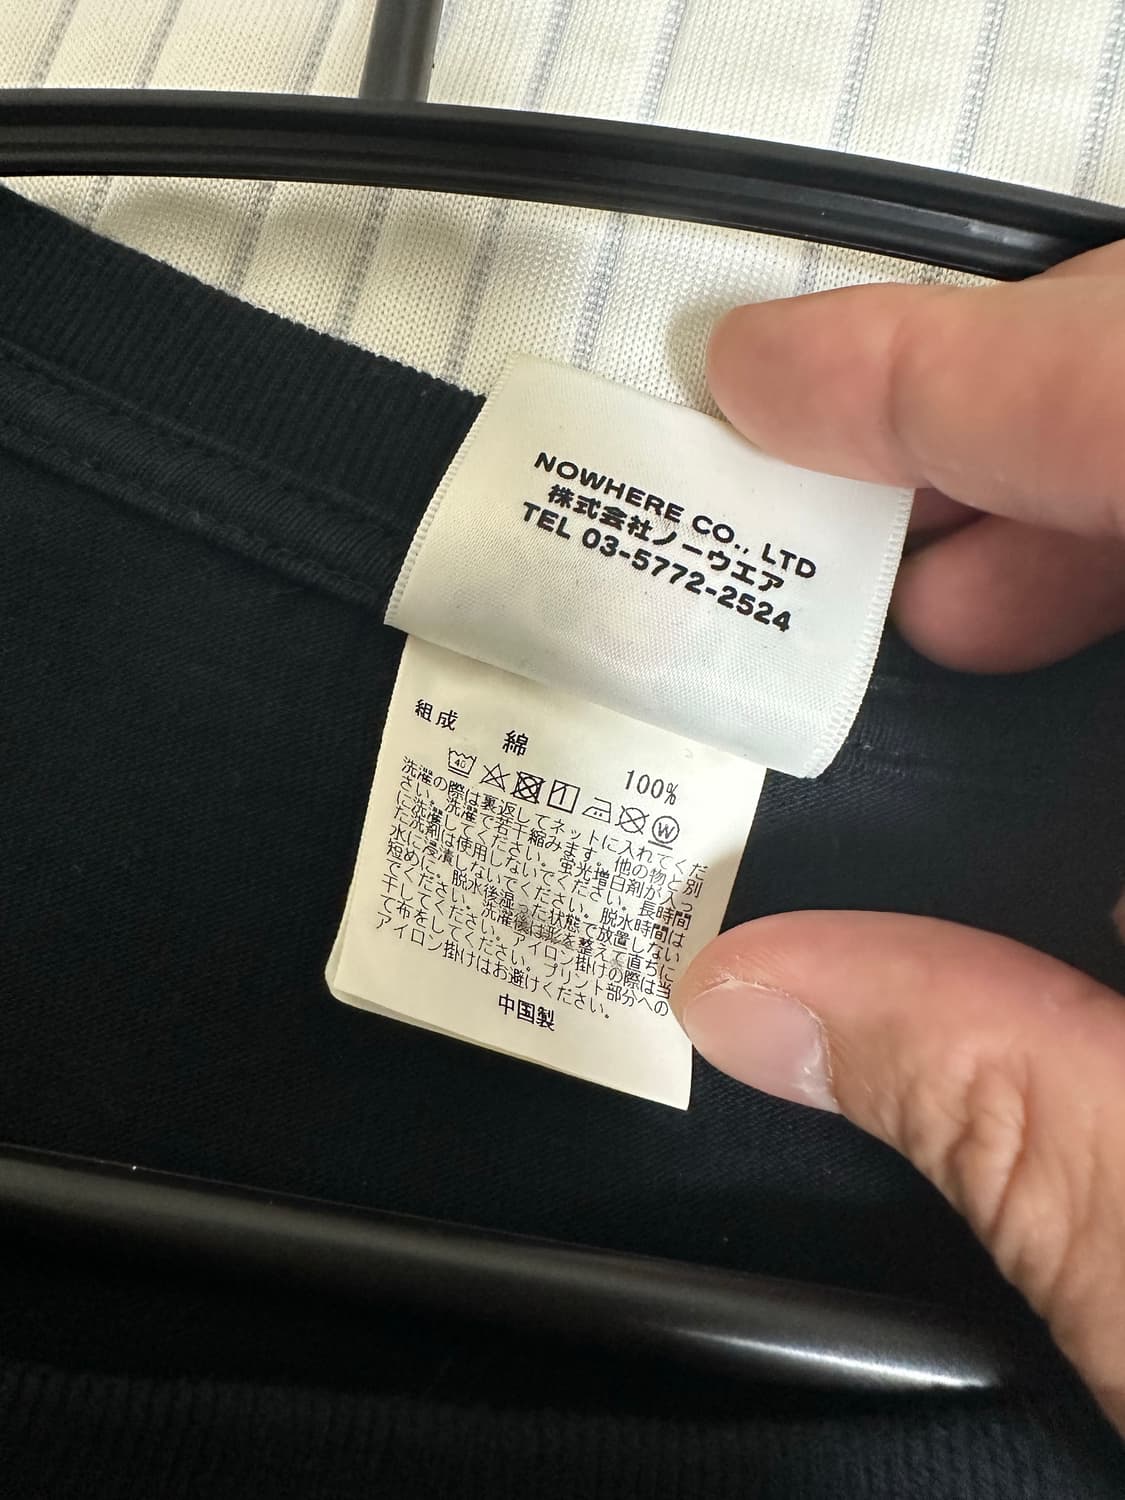 NOWHERE CO., LTD
株式会社ノーウエア
TEL 03-5772-2524
組成 綿 100%
40 W
洗濯の際は裏返してネットに入れてくだ
さい。洗濯で若干縮みます。他の物と別
に洗濯してください。蛍光増白剤が入っ
た洗剤は使用しないでください。長時間
水に浸漬しないでください。脱水時間は
短めに。脱水後湿った状態で放置しない
でください。洗濯後は形を整えて直ちに
干してください。アイロン掛けの際は当
て布をしてください。プリント部分への
アイロン掛けはお避けください。
中国製